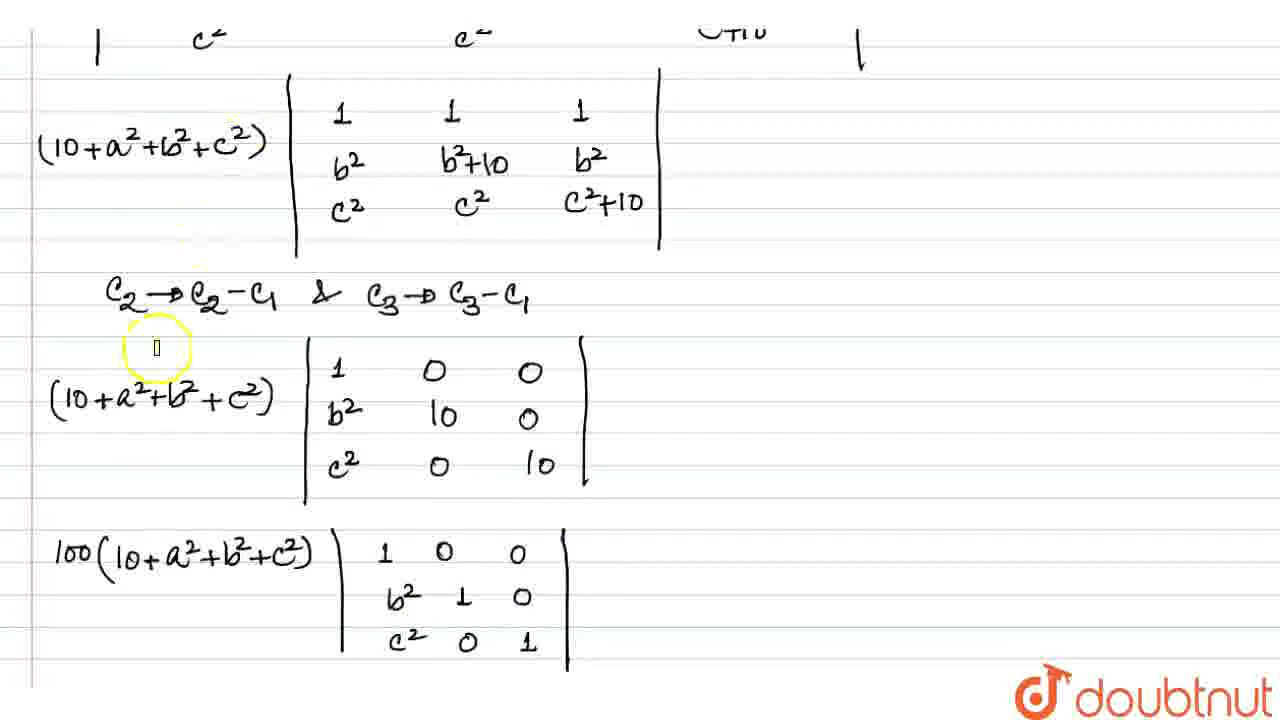 c² c²
1 1 1
(10+a²+b²+c²)
b² b²+10 b²
c² c² c²+10
C₂→C₂-C₁ & C₃→C₃-C₁
1 0 0
(10+a²+b²+c²)
b² 10 0
c² 0 10
100(10+a²+b²+c²) 1 0 0
b² 1 0
c² 0 1
doubtnut